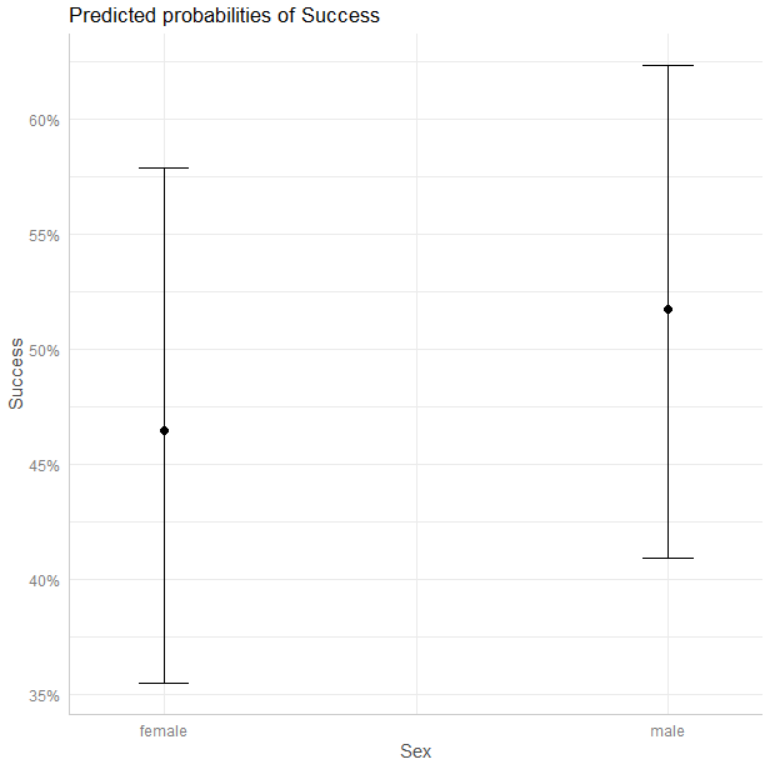 Predicted probabilities of Success
60%
55%
50%
45%
40%
35%
Success
female
male
Sex